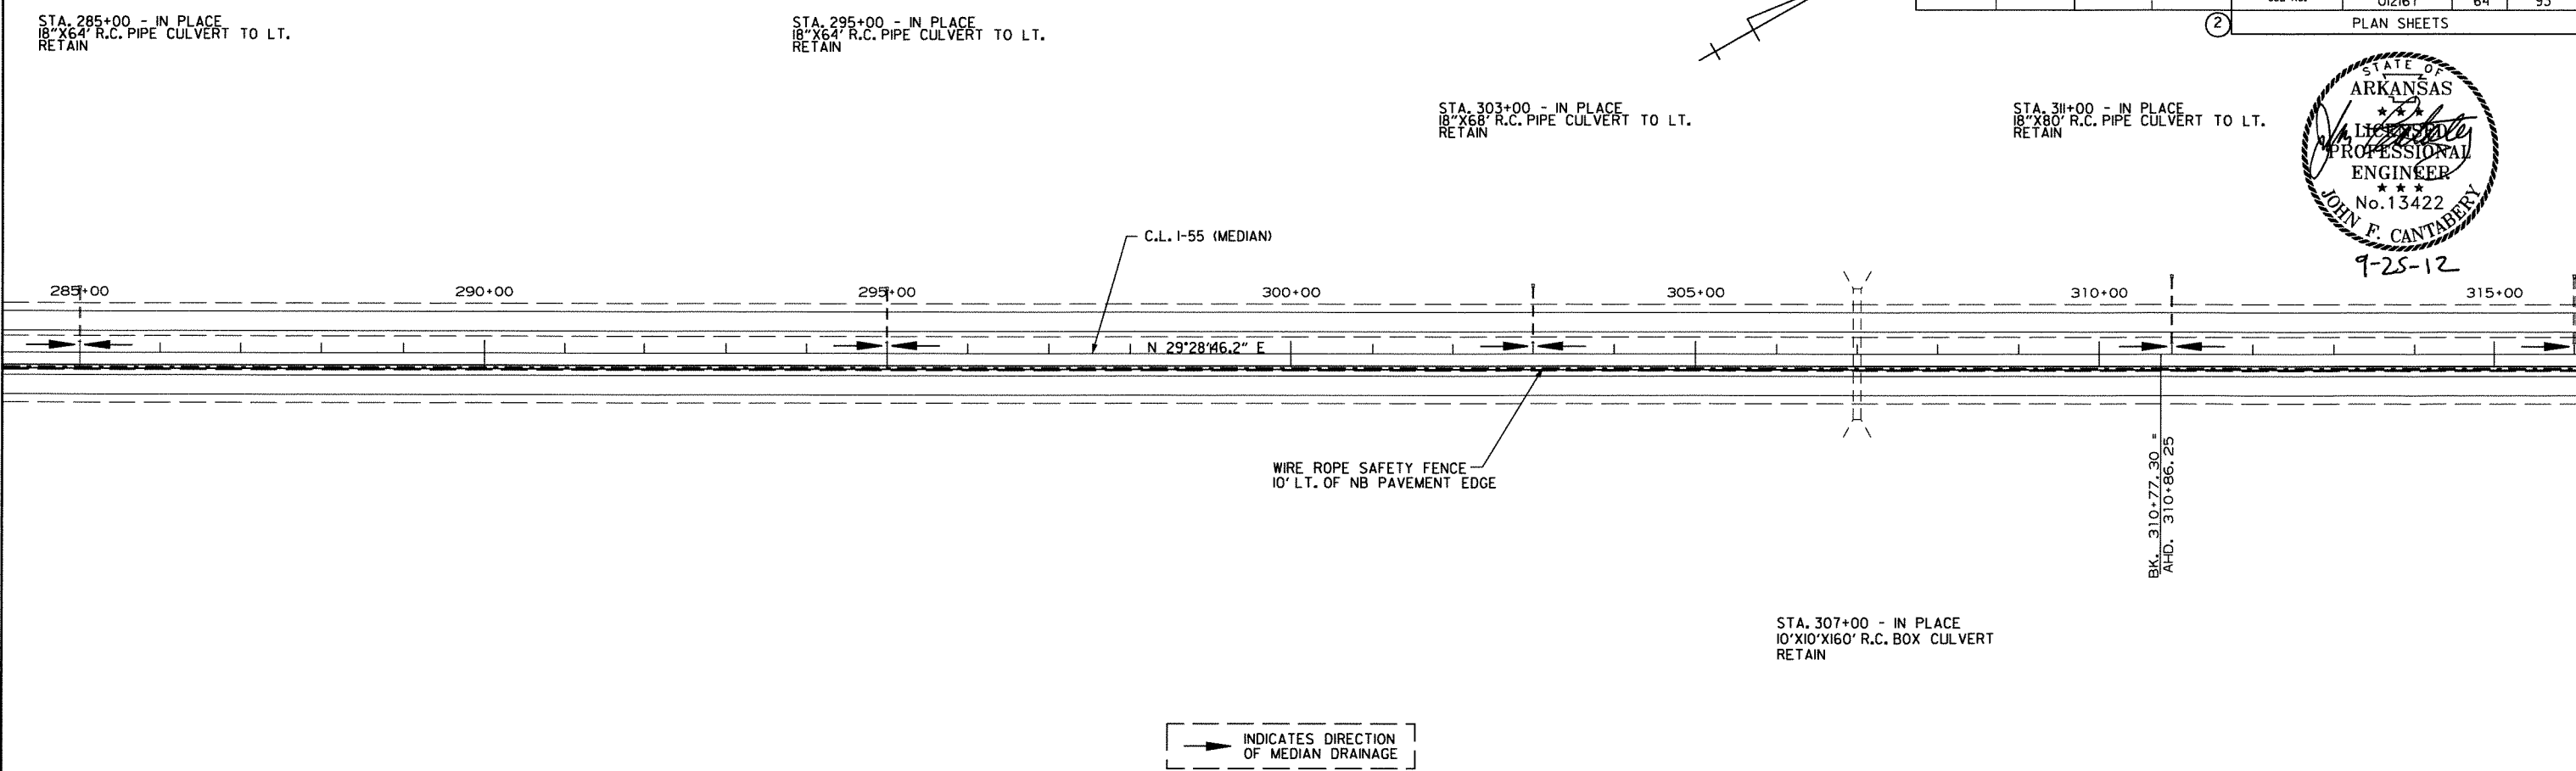 STA. 285+00 - IN PLACE
18"X64' R.C. PIPE CULVERT TO LT.
RETAIN
STA. 295+00 - IN PLACE
18"X64' R.C. PIPE CULVERT TO LT.
RETAIN
012161 64 95
2 PLAN SHEETS
STA. 303+00 - IN PLACE
18"X68' R.C. PIPE CULVERT TO LT.
RETAIN
STA. 311+00 - IN PLACE
18"X80' R.C. PIPE CULVERT TO LT.
RETAIN
STATE OF
ARKANSAS
★ ★ ★
LICENSED
PROFESSIONAL
ENGINEER
★ ★ ★
No.13422
JOHN F. CANTABERY
9-25-12
C.L. I-55 (MEDIAN)
285+00 290+00 295+00 300+00 305+00 310+00 315+00
N 29°28'46.2" E
WIRE ROPE SAFETY FENCE
10' LT. OF NB PAVEMENT EDGE
BK. 310+77.30 =
AHD. 310+86.25
STA. 307+00 - IN PLACE
10'X10'X160' R.C. BOX CULVERT
RETAIN
INDICATES DIRECTION
OF MEDIAN DRAINAGE